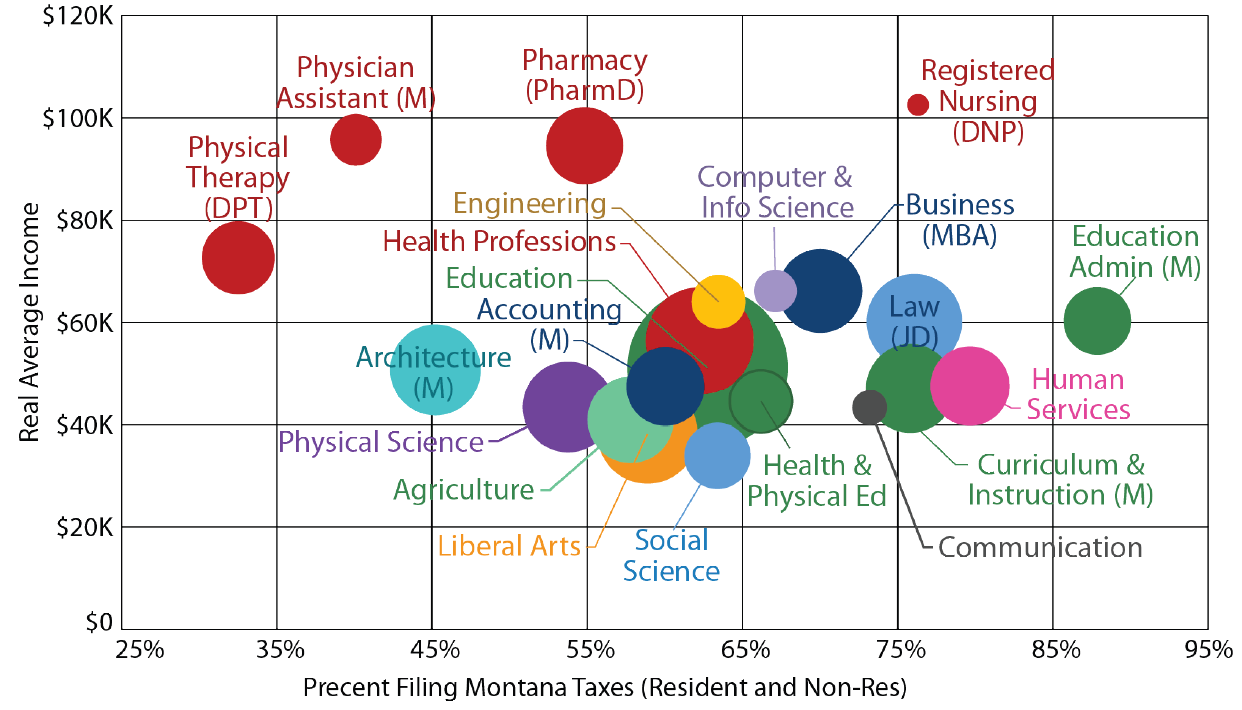 $120K
$100K
$80K
$60K
$40K
$20K
$0
Real Average Income
Physician
Assistant (M)
Pharmacy
(PharmD)
Registered
Nursing
(DNP)
Physical
Therapy
(DPT)
Computer &
Info Science
Engineering
Business
(MBA)
Health Professions
Education
Admin (M)
Education
Accounting
(M)
Law
(JD)
Architecture
(M)
Human
Services
Physical Science
Health &
Physical Ed
Curriculum &
Instruction (M)
Agriculture
Liberal Arts
Social
Science
Communication
25%
35%
45%
55%
65%
75%
85%
95%
Precent Filing Montana Taxes (Resident and Non-Res)